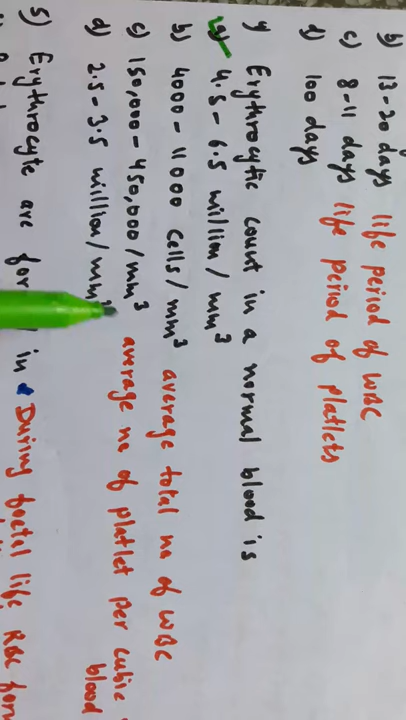 b) 13-20 days life period of WBC
c) 8-11 days life period of platlets
d) 100 days
4) Erythrocytic count in a normal blood is
a) 4.5-6.5 million/mm³
b) 4000-11000 cells/mm³ average total no of WBC
c) 150,000-450,000/mm³ average no of platlet per cubic
blood
d) 2.5-3.5 million/mm³
5) Erythrocyte are for in During foetal life, RBC form